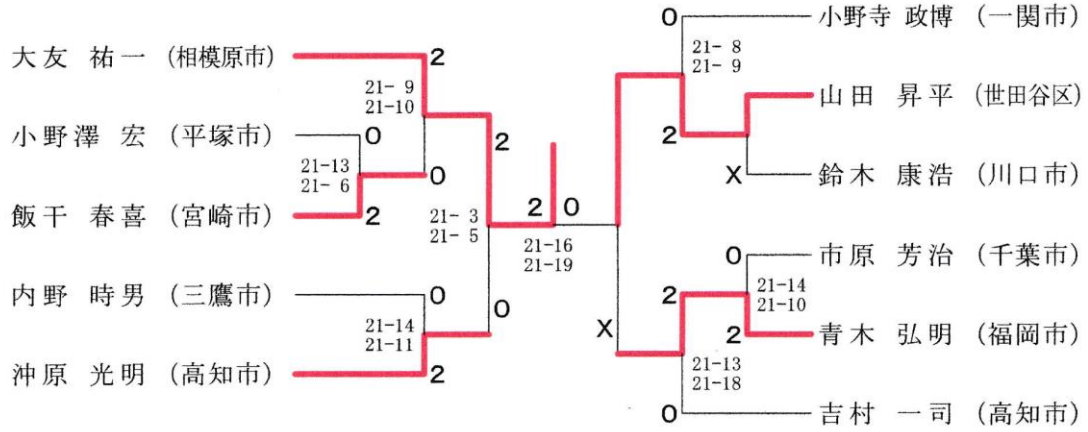 大友 祐一 (相模原市)
2
21- 9
21-10
小野澤 宏 (平塚市)
0
21-13
21- 6
0
飯干 春喜 (宮崎市)
2
2
21- 3
21- 5
内野 時男 (三鷹市)
0
21-14
21-11
0
沖原 光明 (高知市)
2
2 0
21-16
21-19
0
小野寺 政博 (一関市)
21- 8
21- 9
山田 昇平 (世田谷区)
2
X
鈴木 康浩 (川口市)
0
市原 芳治 (千葉市)
21-14
21-10
2
X
2
青木 弘明 (福岡市)
21-13
21-18
0
吉村 一司 (高知市)